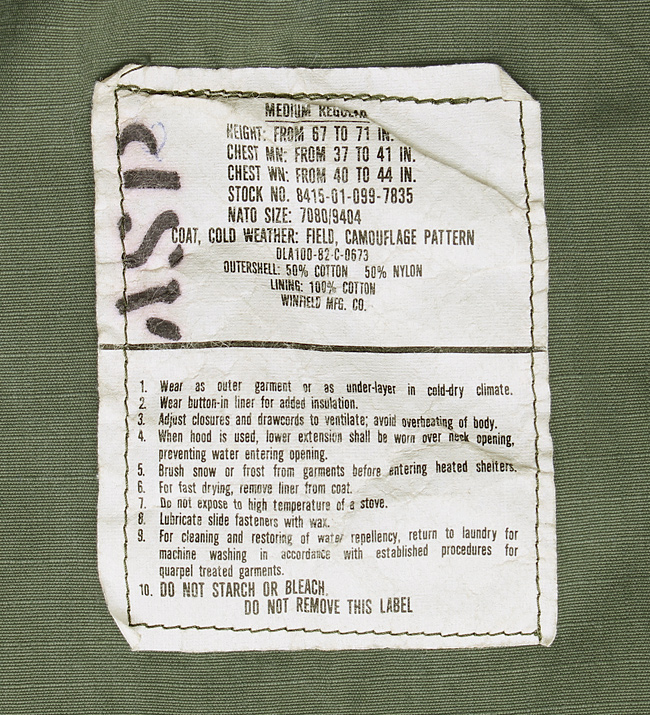 MEDIUM REGULAR
HEIGHT: FROM 67 TO 71 IN.
CHEST MN: FROM 37 TO 41 IN.
CHEST WN: FROM 40 TO 44 IN.
STOCK NO. 8415-01-099-7835
NATO SIZE: 7080/9404
COAT, COLD WEATHER: FIELD, CAMOUFLAGE PATTERN
DLA100-82-C-0673
OUTERSHELL: 50% COTTON 50% NYLON
LINING: 100% COTTON
WINFIELD MFG. CO.
1. Wear as outer garment or as under-layer in cold-dry climate.
2. Wear button-in liner for added insulation.
3. Adjust closures and drawcords to ventilate; avoid overheating of body.
4. When hood is used, lower extension shall be worn over neck opening,
preventing water entering opening.
5. Brush snow or frost from garments before entering heated shelters.
6. For fast drying, remove liner from coat.
7. Do not expose to high temperature of a stove.
8. Lubricate slide fasteners with wax.
9. For cleaning and restoring of water repellency, return to laundry for
machine washing in accordance with established procedures for
quarpel treated garments.
10. DO NOT STARCH OR BLEACH.
DO NOT REMOVE THIS LABEL